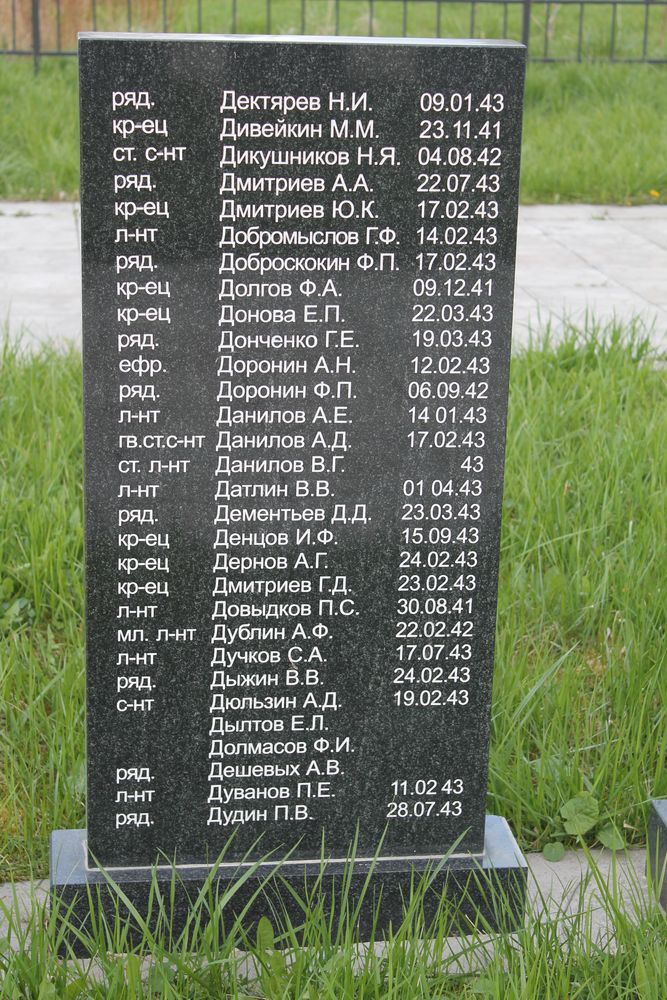 ряд. Дектярев Н.И. 09.01.43
кр-ец Дивейкин М.М. 23.11.41
ст. с-нт Дикушников Н.Я. 04.08.42
ряд. Дмитриев А.А. 22.07.43
кр-ец Дмитриев Ю.К. 17.02.43
л-нт Добромыслов Г.Ф. 14.02.43
ряд. Доброскокин Ф.П. 17.02.43
кр-ец Долгов Ф.А. 09.12.41
кр-ец Донова Е.П. 22.03.43
ряд. Донченко Г.Е. 19.03.43
ефр. Доронин А.Н. 12.02.43
ряд. Доронин Ф.П. 06.09.42
л-нт Данилов А.Е. 14 01.43
гв.ст.с-нт Данилов А.Д. 17.02.43
ст. л-нт Данилов В.Г. 43
л-нт Датлин В.В. 01 04.43
ряд. Дементьев Д.Д. 23.03.43
кр-ец Денцов И.Ф. 15.09.43
кр-ец Дернов А.Г. 24.02.43
кр-ец Дмитриев Г.Д. 23.02.43
л-нт Довыдков П.С. 30.08.41
мл. л-нт Дублин А.Ф. 22.02.42
л-нт Дучков С.А. 17.07.43
ряд. Дыжин В.В. 24.02.43
с-нт Дюльзин А.Д. 19.02.43
Дылтов Е.Л.
Долмасов Ф.И.
ряд. Дешевых А.В.
л-нт Дуванов П.Е. 11.02 43
ряд. Дудин П.В. 28.07.43